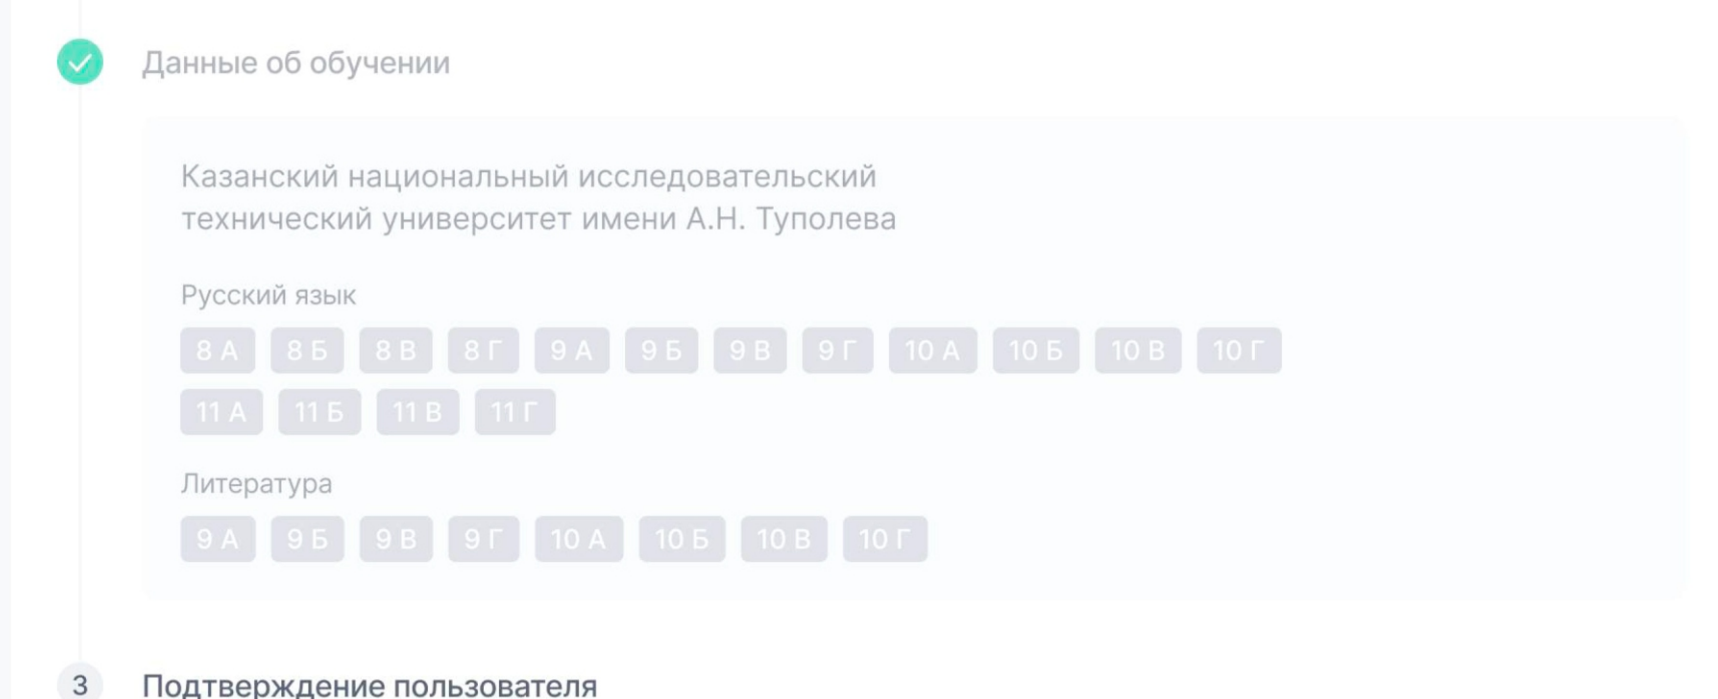 Данные об обучении
Казанский национальный исследовательский
технический университет имени А.Н. Туполева
Русский язык
8 А 8 Б 8 В 8 Г 9 А 9 Б 9 В 9 Г 10 А 10 Б 10 В 10 Г
11 А 11 Б 11 В 11 Г
Литература
9 А 9 Б 9 В 9 Г 10 А 10 Б 10 В 10 Г
3 Подтверждение пользователя